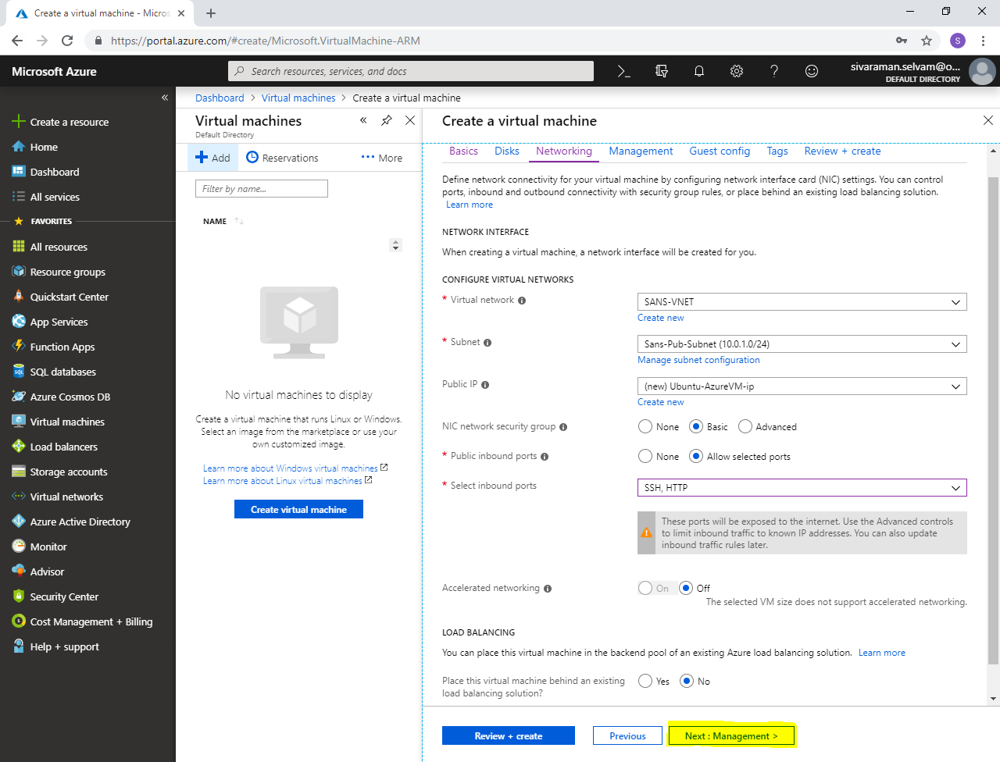 Create a virtual machine - Micros
https://portal.azure.com/#create/Microsoft.VirtualMachine-ARM
S
Microsoft Azure
Search resources, services, and docs
sivaraman.selvam@o...
DEFAULT DIRECTORY
Create a resource
Home
Dashboard
All services
FAVORITES
All resources
Resource groups
Quickstart Center
App Services
Function Apps
SQL databases
Azure Cosmos DB
Virtual machines
Load balancers
Storage accounts
Virtual networks
Azure Active Directory
Monitor
Advisor
Security Center
Cost Management + Billing
Help + support
Dashboard > Virtual machines > Create a virtual machine
Virtual machines
Default Directory
Add
Reservations
More
Filter by name...
NAME
No virtual machines to display
Create a virtual machine that runs Linux or Windows.
Select an image from the marketplace or use your
own customized image.
Learn more about Windows virtual machines
Learn more about Linux virtual machines
Create virtual machine
Create a virtual machine
Basics Disks Networking Management Guest config Tags Review + create
Define network connectivity for your virtual machine by configuring network interface card (NIC) settings. You can control
ports, inbound and outbound connectivity with security group rules, or place behind an existing load balancing solution.
Learn more
NETWORK INTERFACE
When creating a virtual machine, a network interface will be created for you.
CONFIGURE VIRTUAL NETWORKS
* Virtual network
SANS-VNET
Create new
* Subnet
Sans-Pub-Subnet (10.0.1.0/24)
Manage subnet configuration
Public IP
(new) Ubuntu-AzureVM-ip
Create new
NIC network security group
None Basic Advanced
* Public inbound ports
None Allow selected ports
* Select inbound ports
SSH, HTTP
These ports will be exposed to the internet. Use the Advanced controls
to limit inbound traffic to known IP addresses. You can also update
inbound traffic rules later.
Accelerated networking
On Off
The selected VM size does not support accelerated networking.
LOAD BALANCING
You can place this virtual machine in the backend pool of an existing Azure load balancing solution. Learn more
Place this virtual machine behind an existing
load balancing solution?
Yes No
Review + create
Previous
Next : Management >